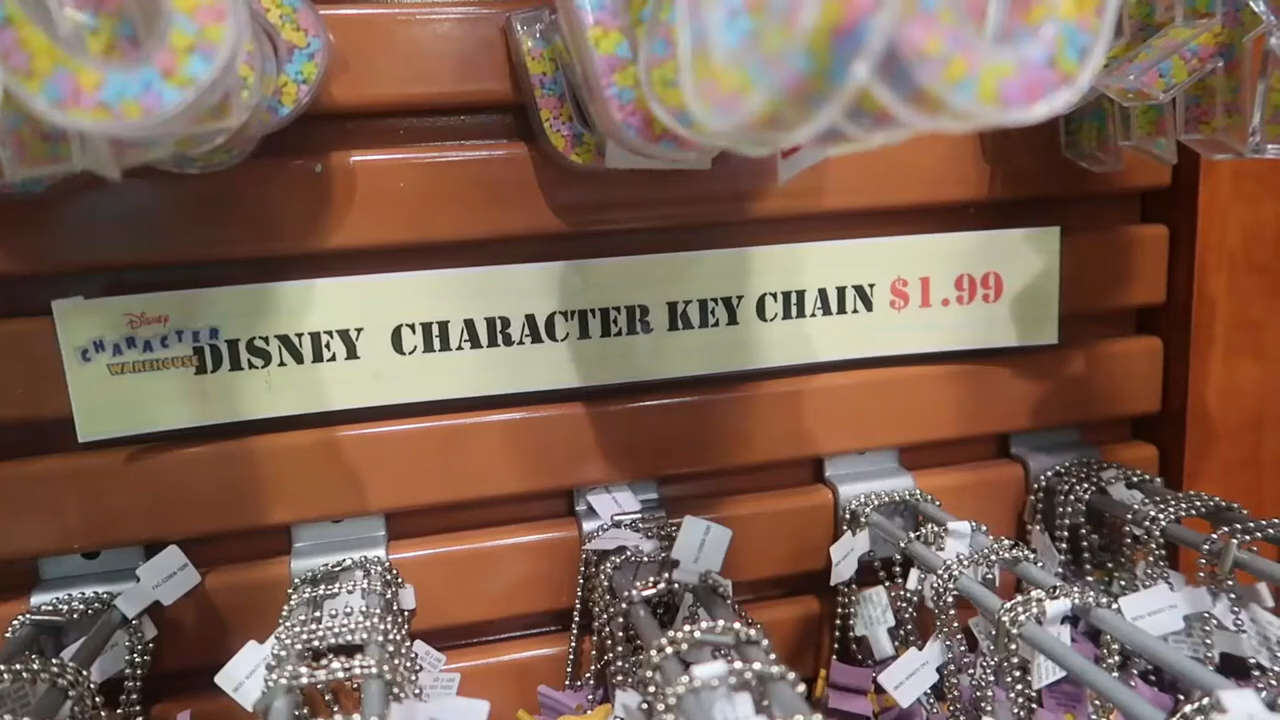 Disney
CHARACTER
WAREHOUSE
DISNEY CHARACTER KEY CHAIN $1.99